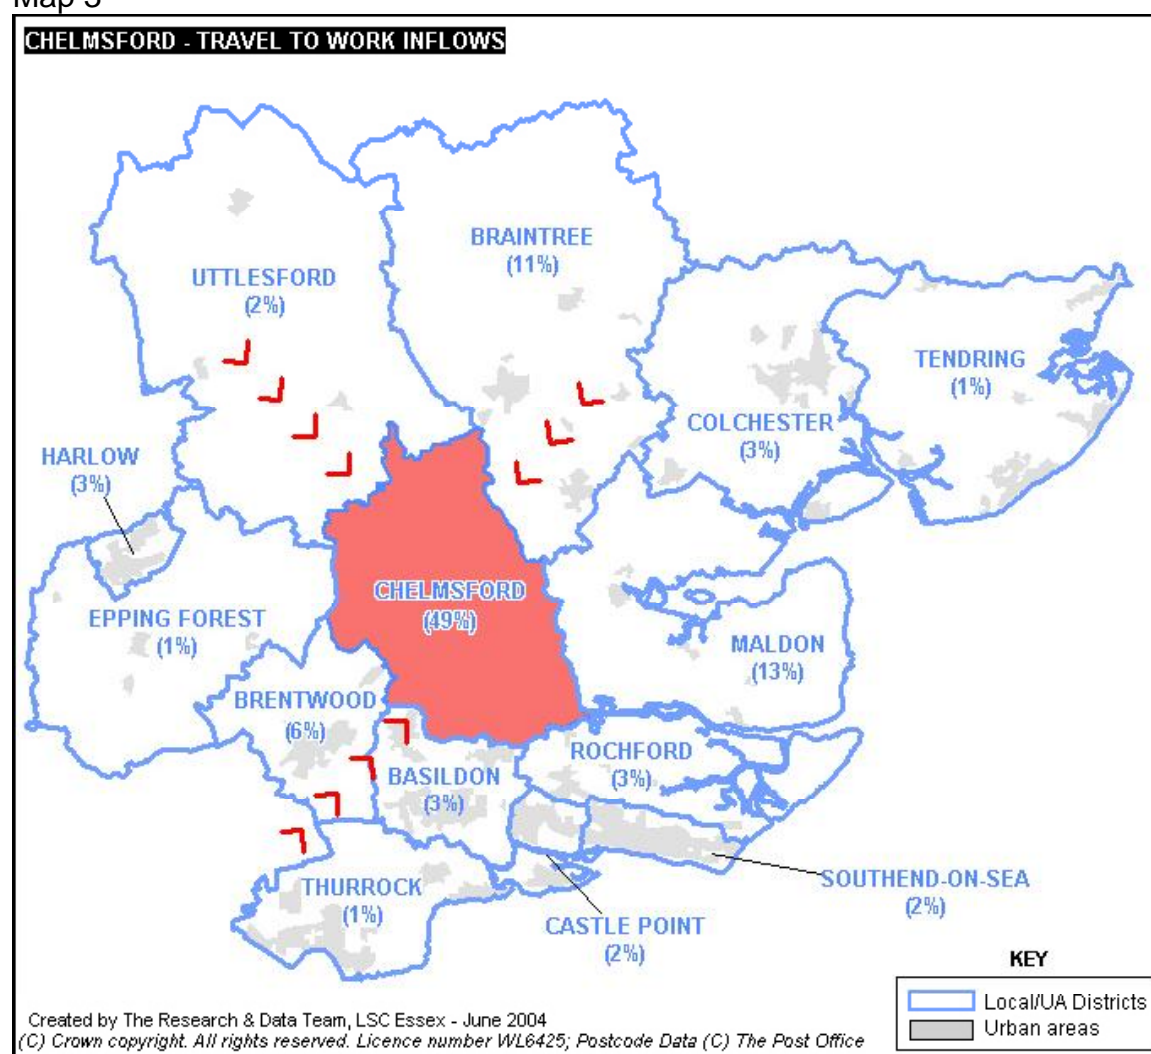 Map 3
CHELMSFORD - TRAVEL TO WORK INFLOWS
BRAINTREE
(11%)
UTTLESFORD
(2%)
TENDRING
(1%)
COLCHESTER
(3%)
HARLOW
(3%)
CHELMSFORD
(49%)
EPPING FOREST
(1%)
MALDON
(13%)
BRENTWOOD
(6%)
ROCHFORD
(3%)
BASILDON
(3%)
THURROCK
(1%)
SOUTHEND-ON-SEA
(2%)
CASTLE POINT
(2%)
KEY
Local/UA Districts
Urban areas
Created by The Research & Data Team, LSC Essex - June 2004
(C) Crown copyright. All rights reserved. Licence number WL6425; Postcode Data (C) The Post Office